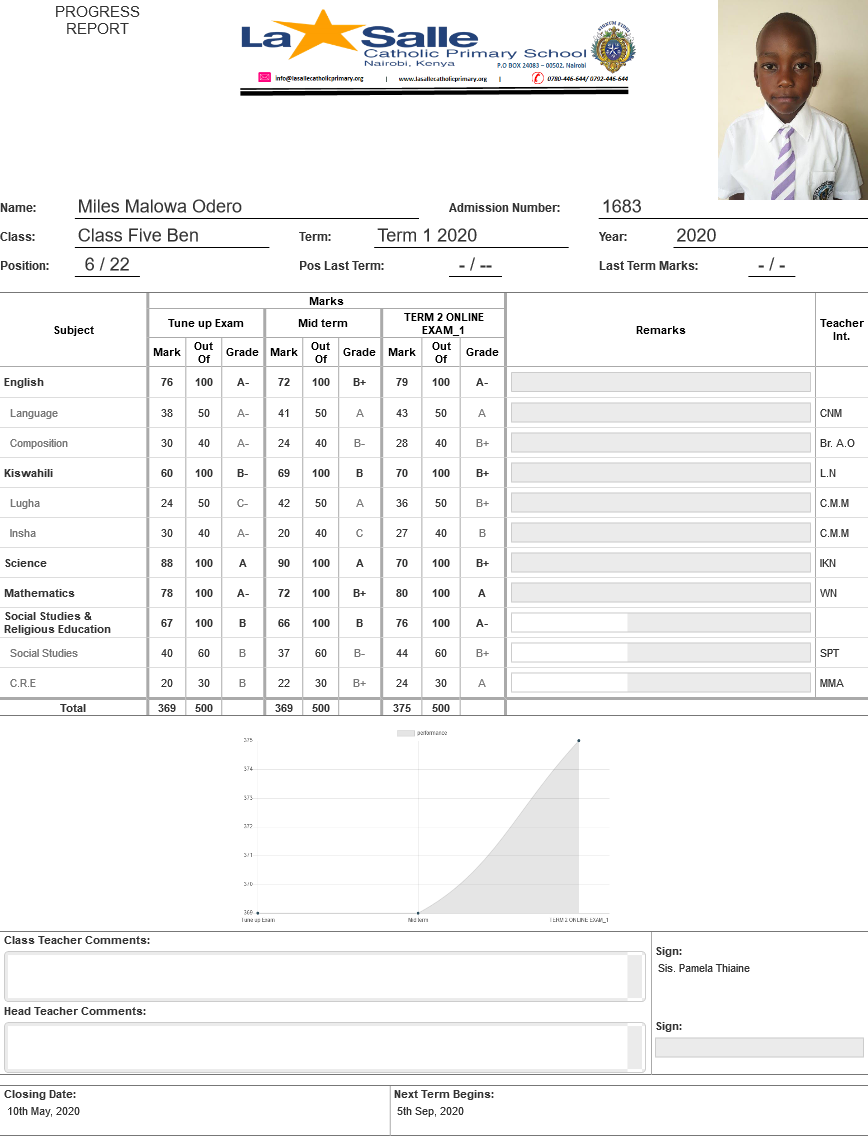 PROGRESS
REPORT
La Salle
Catholic Primary School
Nairobi, Kenya
P.O BOX 24083 – 00502, Nairobi
info@lasallecatholicprimary.org | www.lasallecatholicprimary.org | 0780-446-644/ 0792-446-644
Name: Miles Malowa Odero Admission Number: 1683
Class: Class Five Ben Term: Term 1 2020 Year: 2020
Position: 6 / 22 Pos Last Term: - / -- Last Term Marks: - / -
Marks
Subject Tune up Exam Mid term TERM 2 ONLINE EXAM_1 Remarks Teacher Int.
Mark Out Of Grade Mark Out Of Grade Mark Out Of Grade
English 76 100 A- 72 100 B+ 79 100 A-
Language 38 50 A- 41 50 A 43 50 A CNM
Composition 30 40 A- 24 40 B- 28 40 B+ Br. A.O
Kiswahili 60 100 B- 69 100 B 70 100 B+ L.N
Lugha 24 50 C- 42 50 A 36 50 B+ C.M.M
Insha 30 40 A- 20 40 C 27 40 B C.M.M
Science 88 100 A 90 100 A 70 100 B+ IKN
Mathematics 78 100 A- 72 100 B+ 80 100 A WN
Social Studies &
Religious Education 67 100 B 66 100 B 76 100 A-
Social Studies 40 60 B 37 60 B- 44 60 B+ SPT
C.R.E 20 30 B 22 30 B+ 24 30 A MMA
Total 369 500 369 500 375 500
performance
375
374
373
372
371
370
369
Tune up Exam Mid term TERM 2 ONLINE EXAM_1
Class Teacher Comments:
Sign:
Sis. Pamela Thiaine
Head Teacher Comments:
Sign:
Closing Date: Next Term Begins:
10th May, 2020 5th Sep, 2020